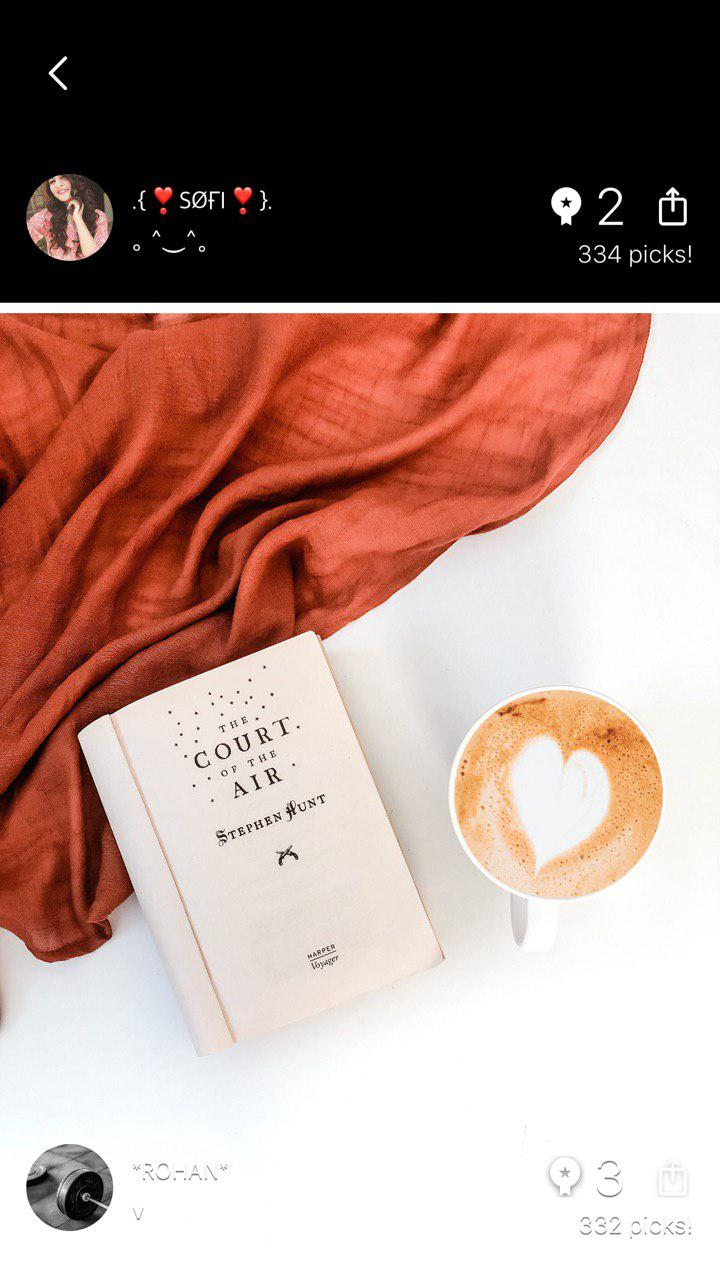 .{ ❣️ SØFI ❣️ }.
2
｡ ^‿^｡
334 picks!
THE
COURT
OF THE
AIR
STEPHEN HUNT
HARPER
Voyager
*ROHAN*
3
v
332 picks!